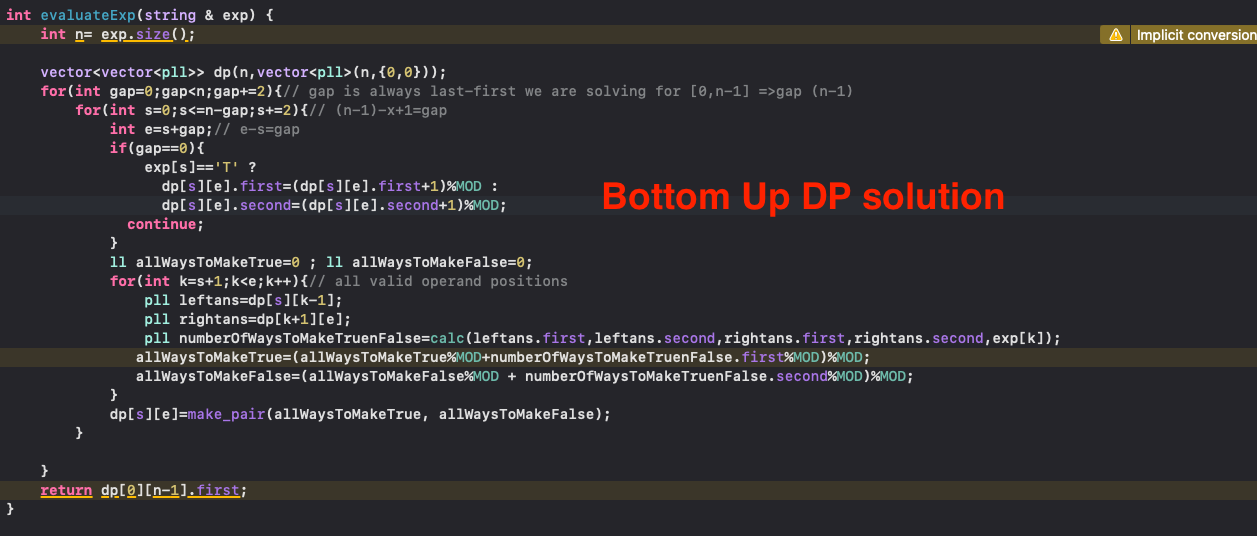 int evaluateExp(string & exp) {
    int n= exp.size();
Implicit conversion
    vector<vector<pll>> dp(n,vector<pll>(n,{0,0}));
    for(int gap=0;gap<n;gap+=2){// gap is always last-first we are solving for [0,n-1] =>gap (n-1)
        for(int s=0;s<=n-gap;s+=2){// (n-1)-x+1=gap
            int e=s+gap;// e-s=gap
            if(gap==0){
                exp[s]=='T' ?
                  dp[s][e].first=(dp[s][e].first+1)%MOD :
                  dp[s][e].second=(dp[s][e].second+1)%MOD;
Bottom Up DP solution
              continue;
            }
            ll allWaysToMakeTrue=0 ; ll allWaysToMakeFalse=0;
            for(int k=s+1;k<e;k++){// all valid operand positions
                pll leftans=dp[s][k-1];
                pll rightans=dp[k+1][e];
                pll numberOfWaysToMakeTruenFalse=calc(leftans.first,leftans.second,rightans.first,rightans.second,exp[k]);
               allWaysToMakeTrue=(allWaysToMakeTrue%MOD+numberOfWaysToMakeTruenFalse.first%MOD)%MOD;
               allWaysToMakeFalse=(allWaysToMakeFalse%MOD + numberOfWaysToMakeTruenFalse.second%MOD)%MOD;
            }
            dp[s][e]=make_pair(allWaysToMakeTrue, allWaysToMakeFalse);
        }
    }
    return dp[0][n-1].first;
}